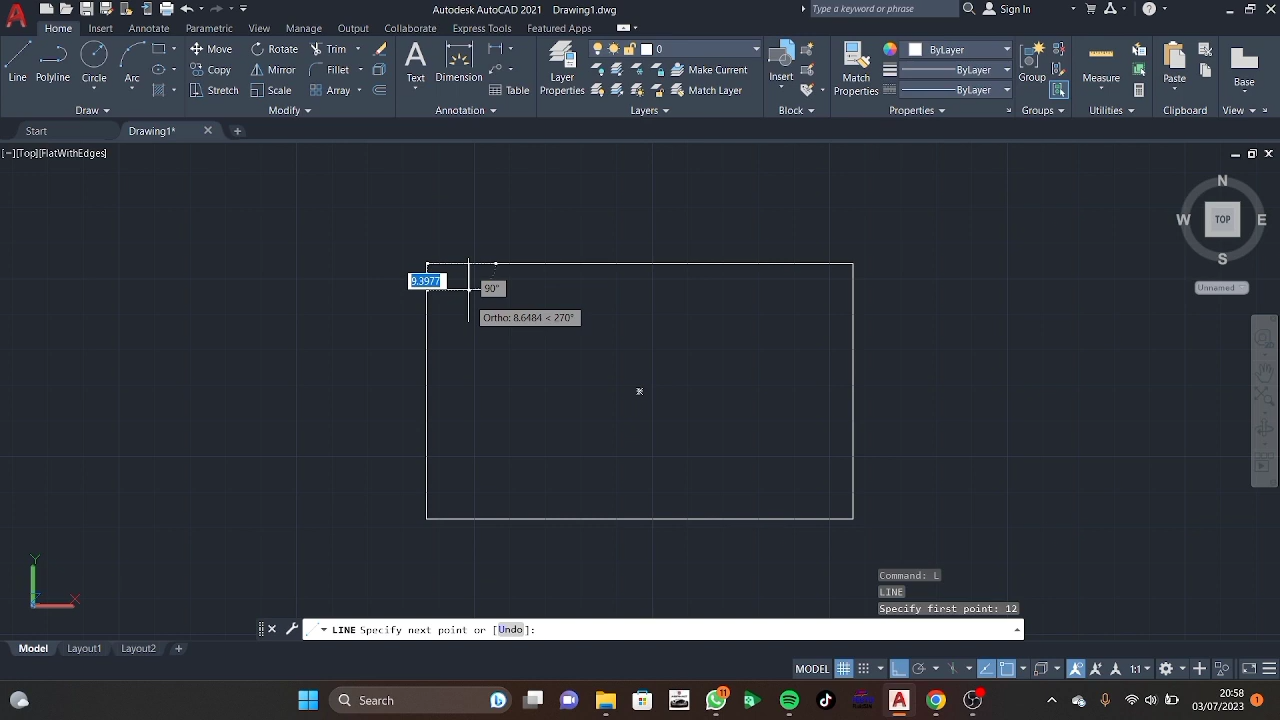 Autodesk AutoCAD 2021 Drawing1.dwg
Type a keyword or phrase
Sign In
Home Insert Annotate Parametric View Manage Output Collaborate Express Tools Featured Apps
Line
Polyline
Circle
Arc
Move
Rotate
Trim
Copy
Mirror
Fillet
Stretch
Scale
Array
Text
Dimension
Table
Layer
Properties
0
Make Current
Match Layer
Insert
Match
Properties
ByLayer
ByLayer
ByLayer
Group
Measure
Paste
Base
Draw
Modify
Annotation
Layers
Block
Properties
Groups
Utilities
Clipboard
View
Start
Drawing1*
[−][Top][FlatWithEdges]
N
W
TOP
E
S
Unnamed
9.3977
90°
Ortho: 8.6484 < 270°
Y
X
Command: L
LINE
Specify first point: 12
LINE Specify next point or [Undo]:
Model
Layout1
Layout2
MODEL
1:1
Search
11
20:58
03/07/2023
1